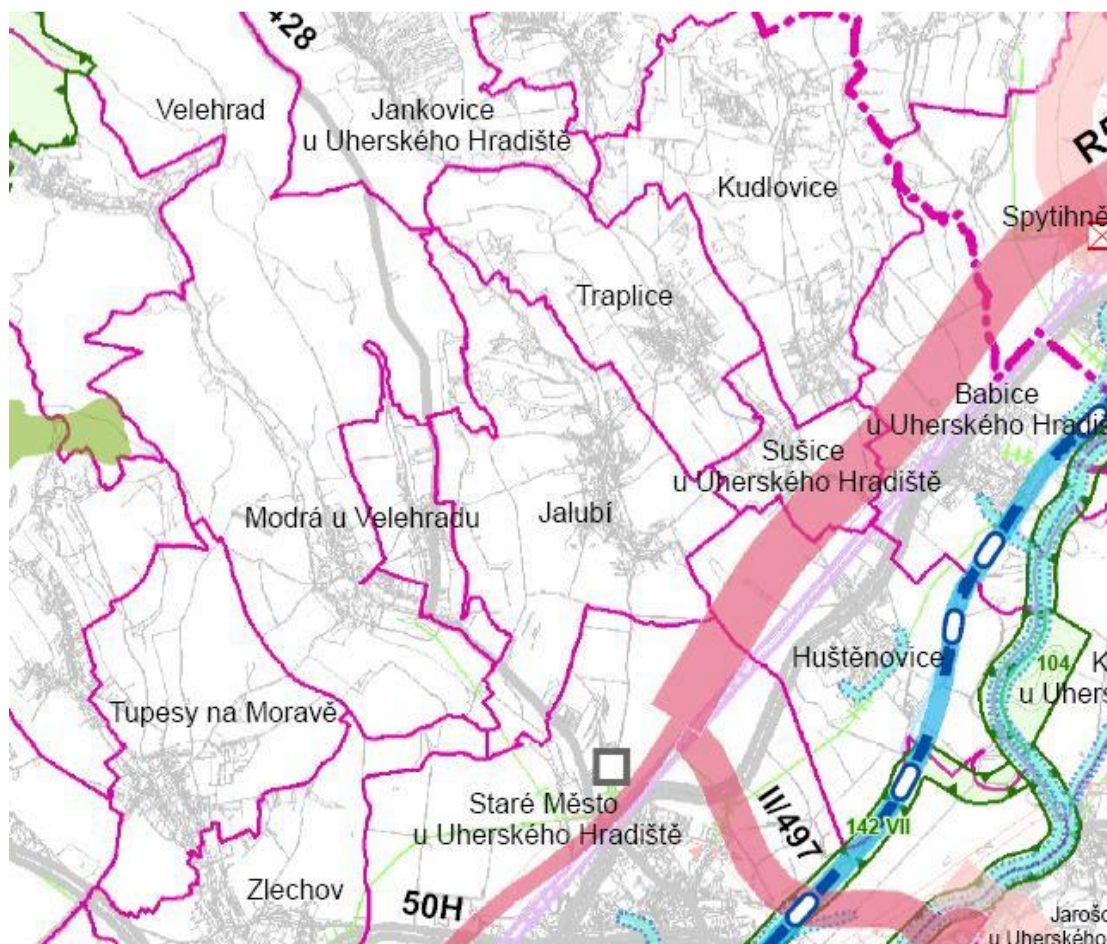 428
Velehrad
Jankovice
u Uherského Hradiště
Kudlovice
Spytihně
Traplice
Babice
u Uherského Hradiš
Sušice
u Uherského Hradiště
Modrá u Velehradu
Jalubí
Huštěnovice
104
K
u Uhers
Tupesy na Moravě
Staré Město
u Uherského Hradiště
II/497
142 VII
Zlechov
50H
Jarošo
u Uherského